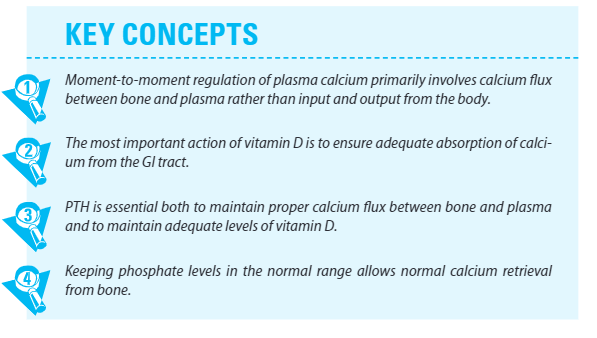 KEY CONCEPTS
1
Moment-to-moment regulation of plasma calcium primarily involves calcium flux
between bone and plasma rather than input and output from the body.
2
The most important action of vitamin D is to ensure adequate absorption of calci-
um from the GI tract.
3
PTH is essential both to maintain proper calcium flux between bone and plasma
and to maintain adequate levels of vitamin D.
4
Keeping phosphate levels in the normal range allows normal calcium retrieval
from bone.